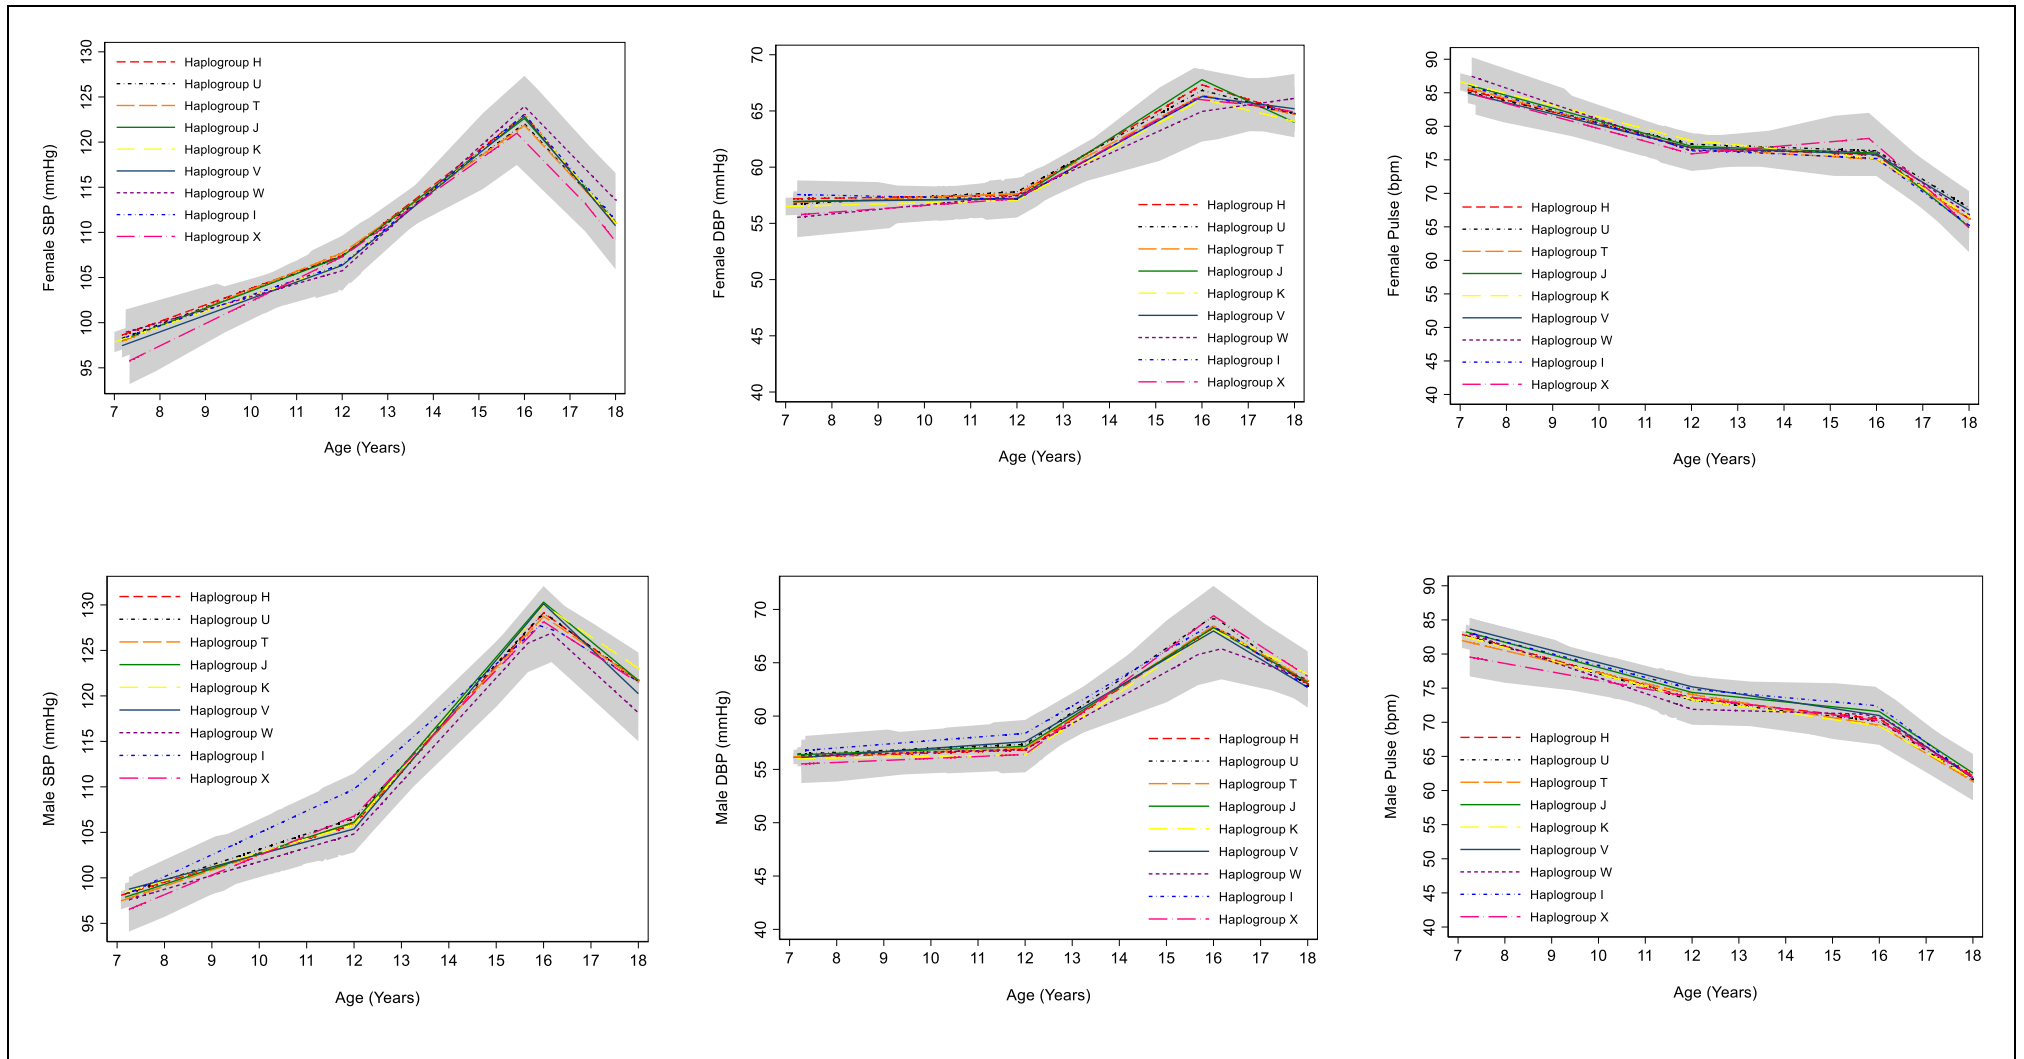 Female SBP (mmHg)
130
125
120
115
110
105
100
95
Haplogroup H
Haplogroup U
Haplogroup T
Haplogroup J
Haplogroup K
Haplogroup V
Haplogroup W
Haplogroup I
Haplogroup X
7 8 9 10 11 12 13 14 15 16 17 18
Age (Years)
Female DBP (mmHg)
70
65
60
55
50
45
40
Haplogroup H
Haplogroup U
Haplogroup T
Haplogroup J
Haplogroup K
Haplogroup V
Haplogroup W
Haplogroup I
Haplogroup X
7 8 9 10 11 12 13 14 15 16 17 18
Age (Years)
Female Pulse (bpm)
90
85
80
75
70
65
60
55
50
45
40
Haplogroup H
Haplogroup U
Haplogroup T
Haplogroup J
Haplogroup K
Haplogroup V
Haplogroup W
Haplogroup I
Haplogroup X
7 8 9 10 11 12 13 14 15 16 17 18
Age (Years)
Male SBP (mmHg)
130
125
120
115
110
105
100
95
Haplogroup H
Haplogroup U
Haplogroup T
Haplogroup J
Haplogroup K
Haplogroup V
Haplogroup W
Haplogroup I
Haplogroup X
7 8 9 10 11 12 13 14 15 16 17 18
Age (Years)
Male DBP (mmHg)
70
65
60
55
50
45
40
Haplogroup H
Haplogroup U
Haplogroup T
Haplogroup J
Haplogroup K
Haplogroup V
Haplogroup W
Haplogroup I
Haplogroup X
7 8 9 10 11 12 13 14 15 16 17 18
Age (Years)
Male Pulse (bpm)
90
85
80
75
70
65
60
55
50
45
40
Haplogroup H
Haplogroup U
Haplogroup T
Haplogroup J
Haplogroup K
Haplogroup V
Haplogroup W
Haplogroup I
Haplogroup X
7 8 9 10 11 12 13 14 15 16 17 18
Age (Years)